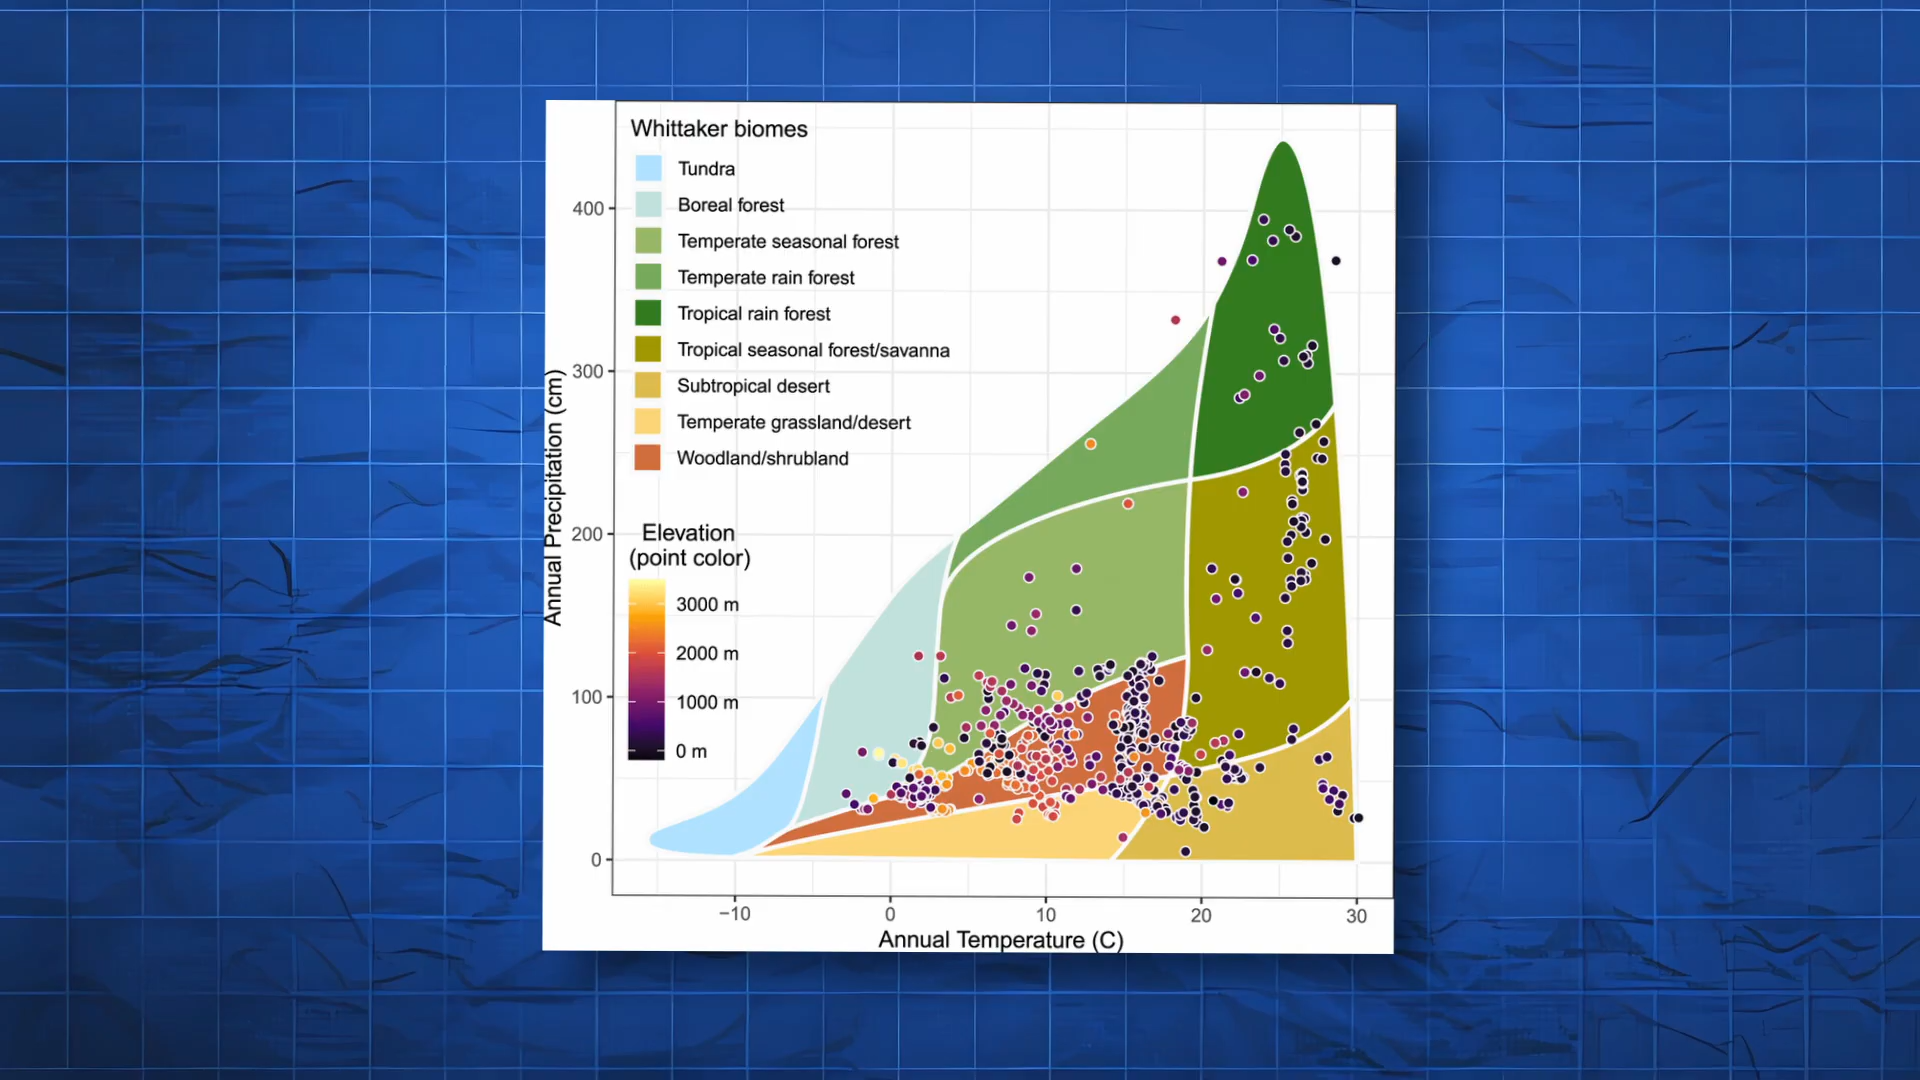 Whittaker biomes
Tundra
Boreal forest
Temperate seasonal forest
Temperate rain forest
Tropical rain forest
Tropical seasonal forest/savanna
Subtropical desert
Temperate grassland/desert
Woodland/shrubland
Elevation
(point color)
3000 m
2000 m
1000 m
0 m
Annual Precipitation (cm)
400
300
200
100
0
−10
0
10
20
30
Annual Temperature (C)